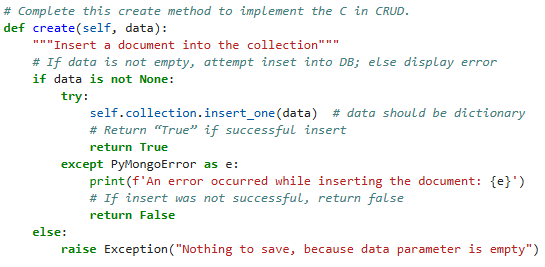 # Complete this create method to implement the C in CRUD.
def create(self, data):
    """Insert a document into the collection"""
    # If data is not empty, attempt inset into DB; else display error
    if data is not None:
        try:
            self.collection.insert_one(data)  # data should be dictionary
            # Return “True” if successful insert
            return True
        except PyMongoError as e:
            print(f'An error occurred while inserting the document: {e}')
            # If insert was not successful, return false
            return False
    else:
        raise Exception("Nothing to save, because data parameter is empty")